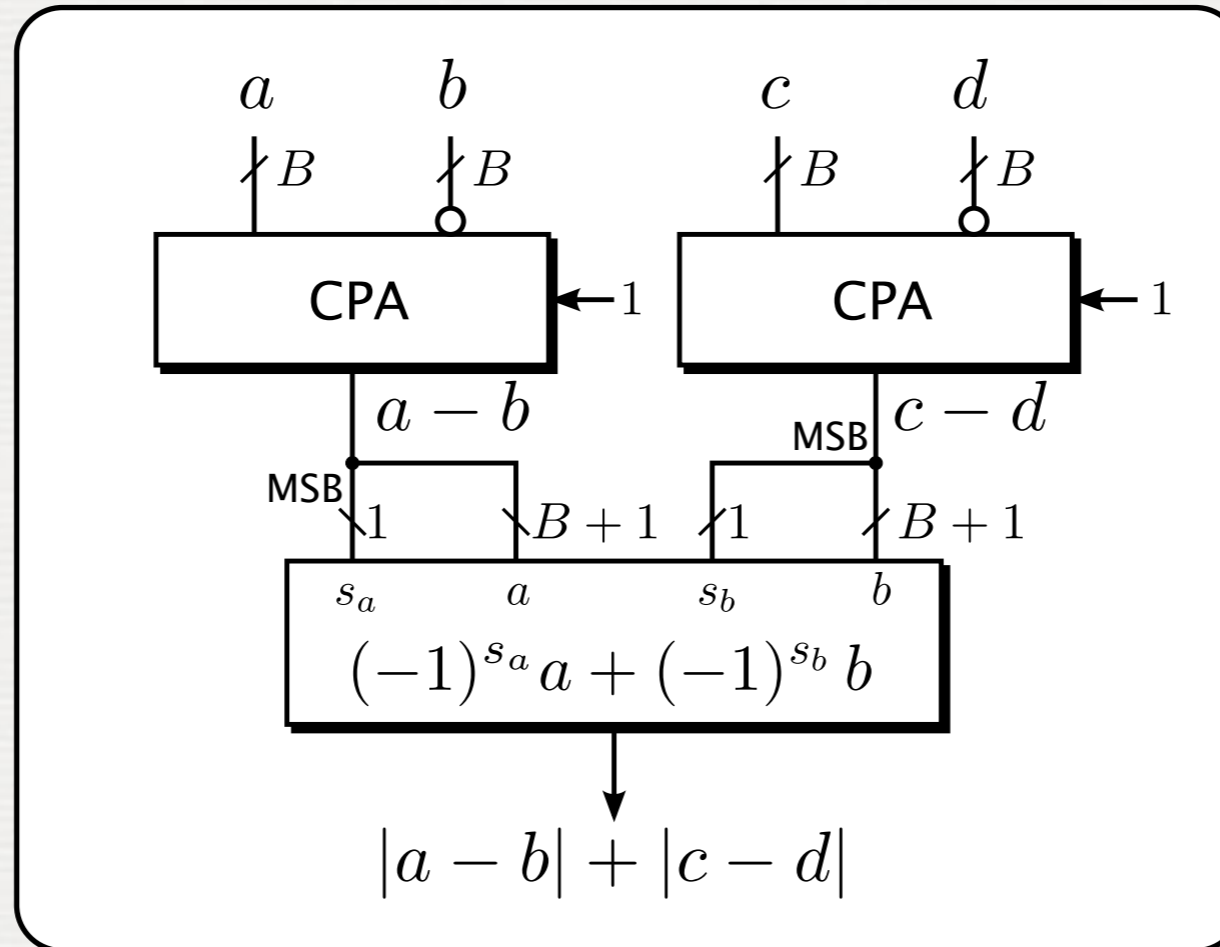 a b c d
B B B B
CPA ←1 CPA ←1
a − b c − d
MSB MSB
1 B + 1 1 B + 1
s_a a s_b b
(−1)^{s_a} a + (−1)^{s_b} b
|a − b| + |c − d|